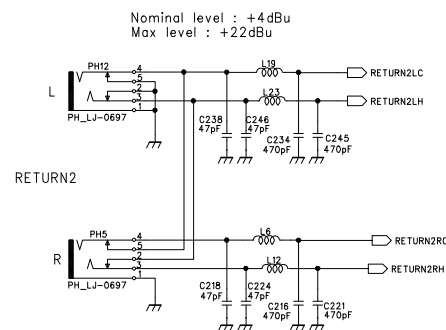 Nominal level : +4dBu
Max level : +22dBu
PH12
4
5
2
3
1
L
PH_LJ-0697
L19
RETURN2LC
L23
RETURN2LH
C238
47pF
C246
47pF
C234
470pF
C245
470pF
RETURN2
PH5
4
5
2
3
1
R
PH_LJ-0697
L6
RETURN2RC
L12
RETURN2RH
C218
47pF
C224
47pF
C216
470pF
C221
470pF